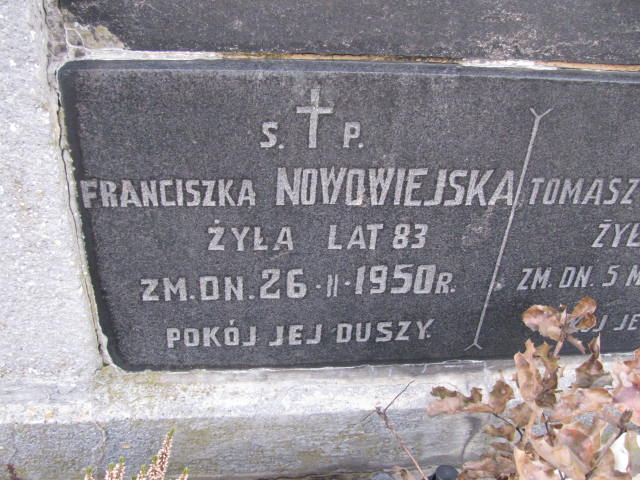 S. P.
FRANCISZKA NOWOWIEJSKA
ŻYŁA LAT 83
ZM. DN. 26 · II · 1950 R.
POKÓJ JEJ DUSZY.
TOMASZ
ZM. DN. 5